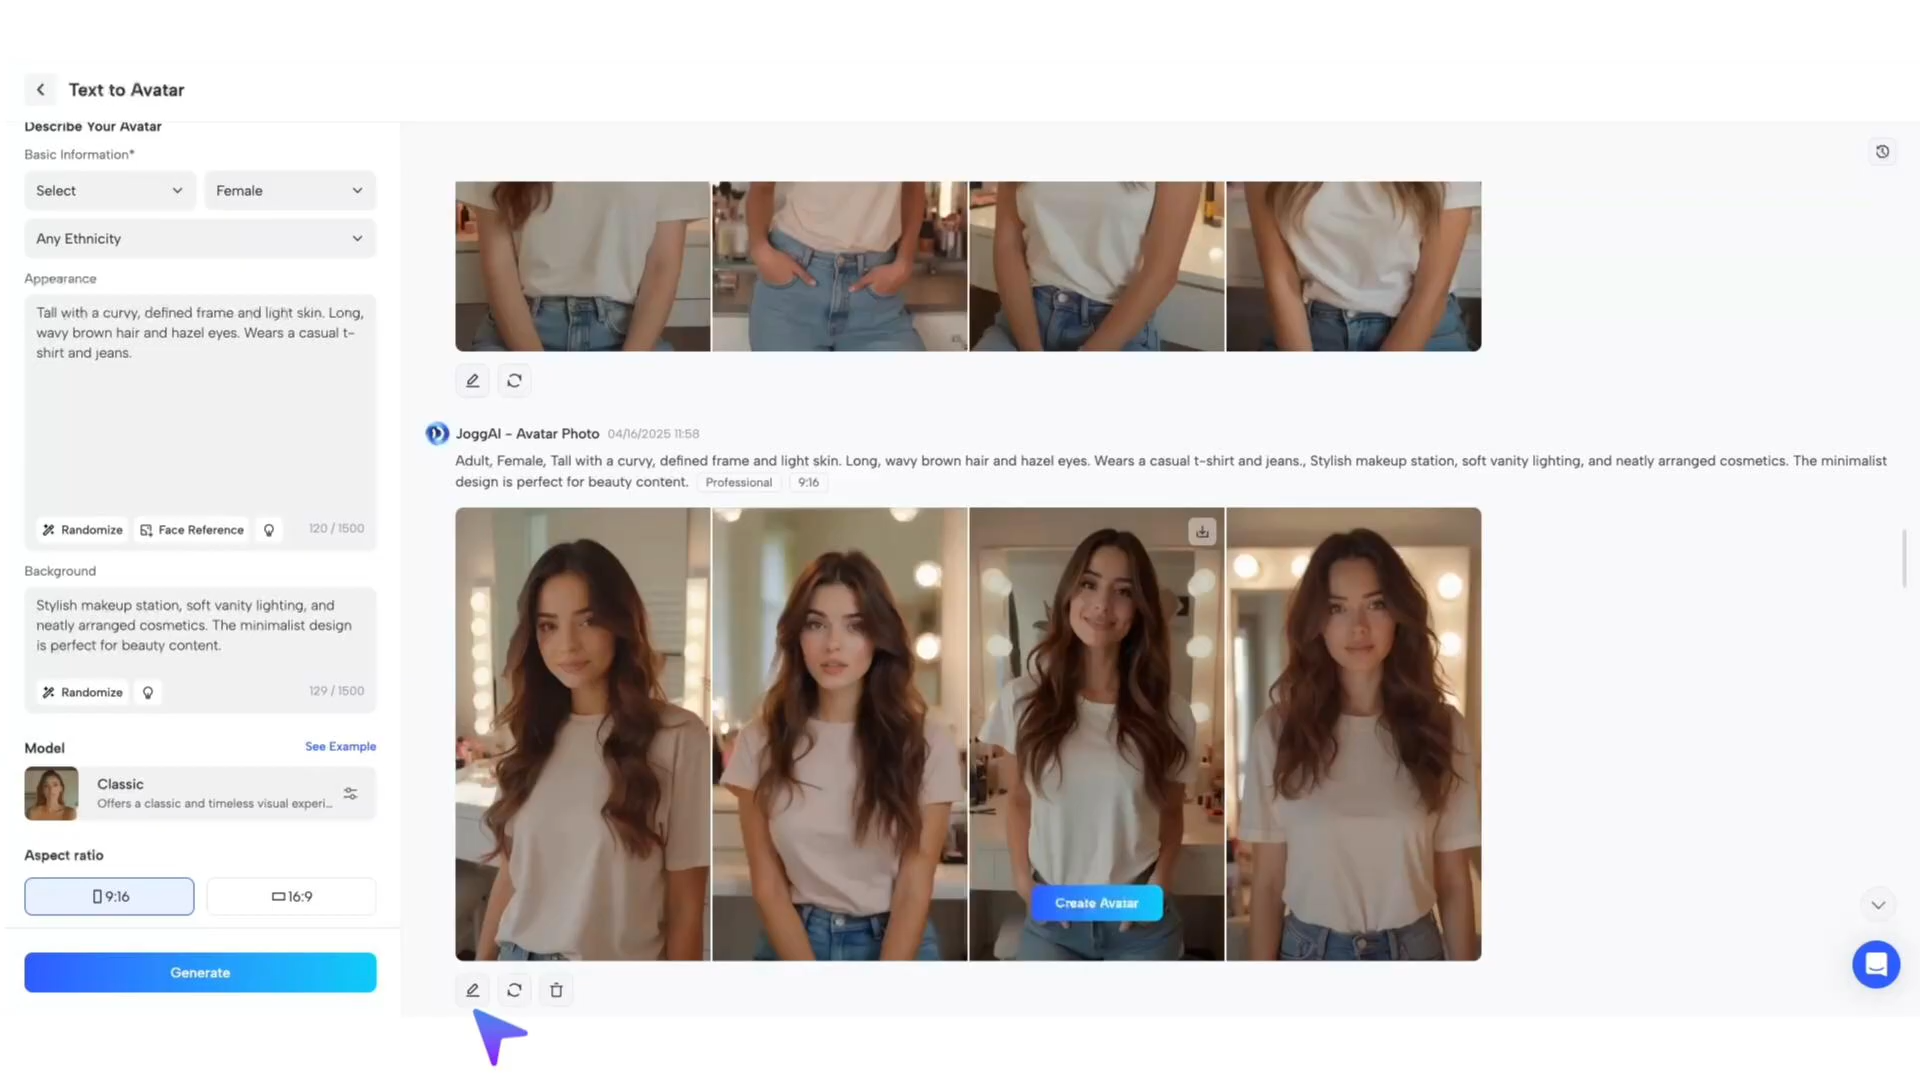 Text to Avatar
Describe Your Avatar
Basic Information*
Select
Female
Any Ethnicity
Appearance
Tall with a curvy, defined frame and light skin. Long,
wavy brown hair and hazel eyes. Wears a casual t-
shirt and jeans.
Randomize
Face Reference
120 / 1500
Background
Stylish makeup station, soft vanity lighting, and
neatly arranged cosmetics. The minimalist design
is perfect for beauty content.
Randomize
129 / 1500
Model
See Example
Classic
Offers a classic and timeless visual experi...
Aspect ratio
9:16
16:9
Generate
JoggAI - Avatar Photo 04/16/2025 11:58
Adult, Female, Tall with a curvy, defined frame and light skin. Long, wavy brown hair and hazel eyes. Wears a casual t-shirt and jeans., Stylish makeup station, soft vanity lighting, and neatly arranged cosmetics. The minimalist
design is perfect for beauty content. Professional 9:16
Create Avatar